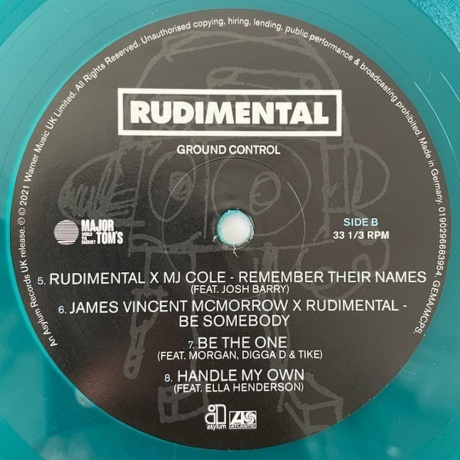 RUDIMENTAL
GROUND CONTROL
MAJOR
TOM'S
SIDE B
33 1/3 RPM
5. RUDIMENTAL X MJ COLE - REMEMBER THEIR NAMES
(FEAT. JOSH BARRY)
6. JAMES VINCENT MCMORROW X RUDIMENTAL -
BE SOMEBODY
7. BE THE ONE
(FEAT. MORGAN, DIGGA D & TIKE)
8. HANDLE MY OWN
(FEAT. ELLA HENDERSON)
asylum
ATLANTIC
An Asylum Records UK release. ℗ © 2021 Warner Music UK Limited. All Rights Reserved. Unauthorised copying, hiring, lending, public performance & broadcasting prohibited. Made in Germany. 0190296683954. GEMA/MCPS.